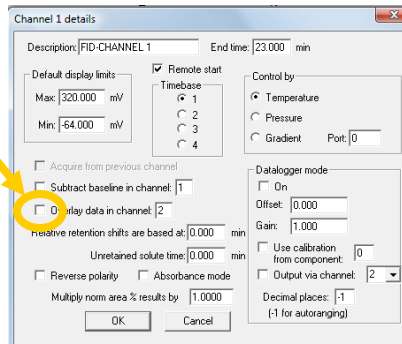 Channel 1 details
Description: FID-CHANNEL 1 End time: 23.000 min
Default display limits
Max: 320.000 mV
Min: -64.000 mV
Remote start
Timebase
1
2
3
4
Control by
Temperature
Pressure
Gradient Port: 0
Acquire from previous channel
Subtract baseline in channel: 1
Overlay data in channel: 2
Relative retention shifts are based at: 0.000 min
Unretained solute time: 0.000 min
Reverse polarity Absorbance mode
Multiply norm area % results by 1.0000
OK Cancel
Datalogger mode
On
Offset: 0.000
Gain: 1.000
Use calibration
from component: 0
Output via channel: 2
Decimal places: -1
(-1 for autoranging)